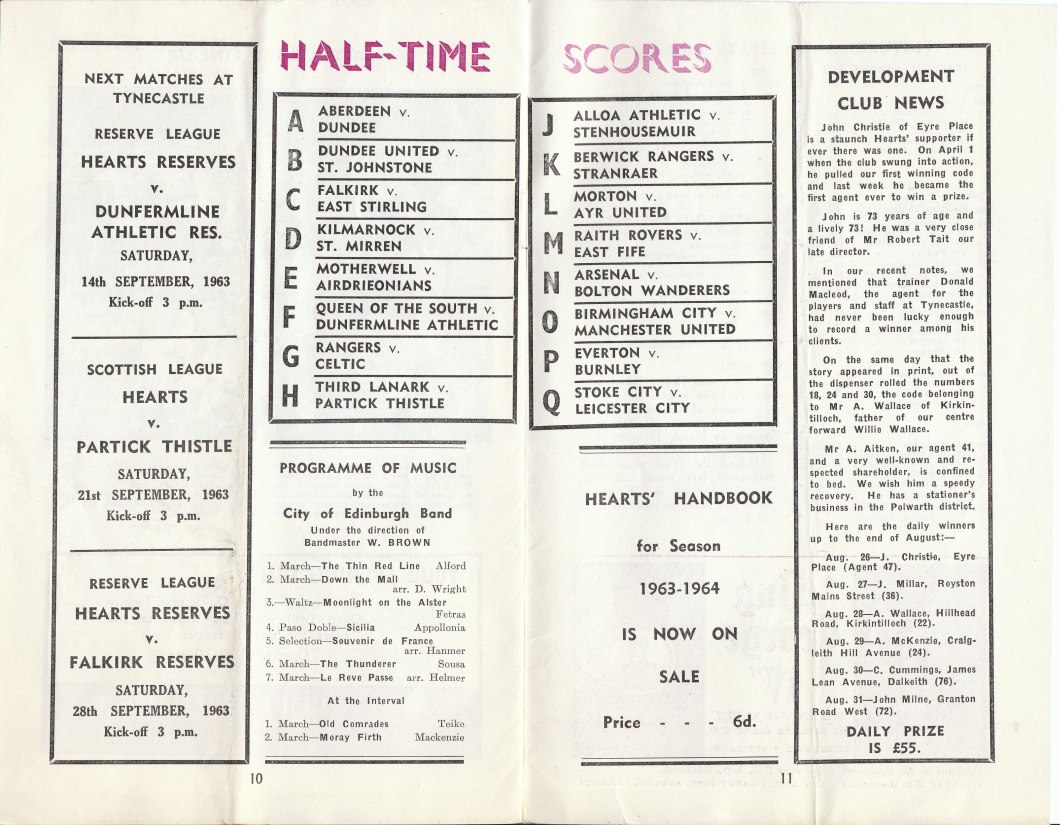 HALF-TIME SCORES
NEXT MATCHES AT
TYNECASTLE
RESERVE LEAGUE
HEARTS RESERVES
v.
DUNFERMLINE
ATHLETIC RES.
SATURDAY,
14th SEPTEMBER, 1963
Kick-off 3 p.m.
SCOTTISH LEAGUE
HEARTS
v.
PARTICK THISTLE
SATURDAY,
21st SEPTEMBER, 1963
Kick-off 3 p.m.
RESERVE LEAGUE
HEARTS RESERVES
v.
FALKIRK RESERVES
SATURDAY,
28th SEPTEMBER, 1963
Kick-off 3 p.m.
A ABERDEEN v.
DUNDEE
B DUNDEE UNITED v.
ST. JOHNSTONE
C FALKIRK v.
EAST STIRLING
D KILMARNOCK v.
ST. MIRREN
E MOTHERWELL v.
AIRDRIEONIANS
F QUEEN OF THE SOUTH v.
DUNFERMLINE ATHLETIC
G RANGERS v.
CELTIC
H THIRD LANARK v.
PARTICK THISTLE
PROGRAMME OF MUSIC
by the
City of Edinburgh Band
Under the direction of
Bandmaster W. BROWN
1. March—The Thin Red Line Alford
2. March—Down the Mall
arr. D. Wright
3.—Waltz—Moonlight on the Alster
Fetras
4. Paso Doble—Sicilia Appollonia
5. Selection—Souvenir de France
arr. Hanmer
6. March—The Thunderer Sousa
7. March—Le Reve Passe arr. Helmer
At the Interval
1. March—Old Comrades Teike
2. March—Moray Firth Mackenzie
10
J ALLOA ATHLETIC v.
STENHOUSEMUIR
K BERWICK RANGERS v.
STRANRAER
L MORTON v.
AYR UNITED
M RAITH ROVERS v.
EAST FIFE
N ARSENAL v.
BOLTON WANDERERS
O BIRMINGHAM CITY v.
MANCHESTER UNITED
P EVERTON v.
BURNLEY
Q STOKE CITY v.
LEICESTER CITY
HEARTS' HANDBOOK
for Season
1963-1964
IS NOW ON
SALE
Price - - - 6d.
11
DEVELOPMENT
CLUB NEWS
John Christie of Eyre Place
is a staunch Hearts' supporter if
ever there was one. On April 1
when the club swung into action,
he pulled our first winning code
and last week he became the
first agent ever to win a prize.
John is 73 years of age and
a lively 73! He was a very close
friend of Mr Robert Tait our
late director.
In our recent notes, we
mentioned that trainer Donald
Macleod, the agent for the
players and staff at Tynecastle,
had never been lucky enough
to record a winner among his
clients.
On the same day that the
story appeared in print, out of
the dispenser rolled the numbers
18, 24 and 30, the code belonging
to Mr A. Wallace of Kirkin-
tilloch, father of our centre
forward Willie Wallace.
Mr A. Aitken, our agent 41,
and a very well-known and re-
spected shareholder, is confined
to bed. We wish him a speedy
recovery. He has a stationer's
business in the Polwarth district.
Here are the daily winners
up to the end of August:—
Aug. 26—J. Christie, Eyre
Place (Agent 47).
Aug. 27—J. Millar, Royston
Mains Street (36).
Aug. 28—A. Wallace, Hillhead
Road, Kirkintilloch (22).
Aug. 29—A. McKenzie, Craig-
leith Hill Avenue (24).
Aug. 30—C. Cummings, James
Lean Avenue, Dalkeith (76).
Aug. 31—John Milne, Granton
Road West (72).
DAILY PRIZE
IS £55.